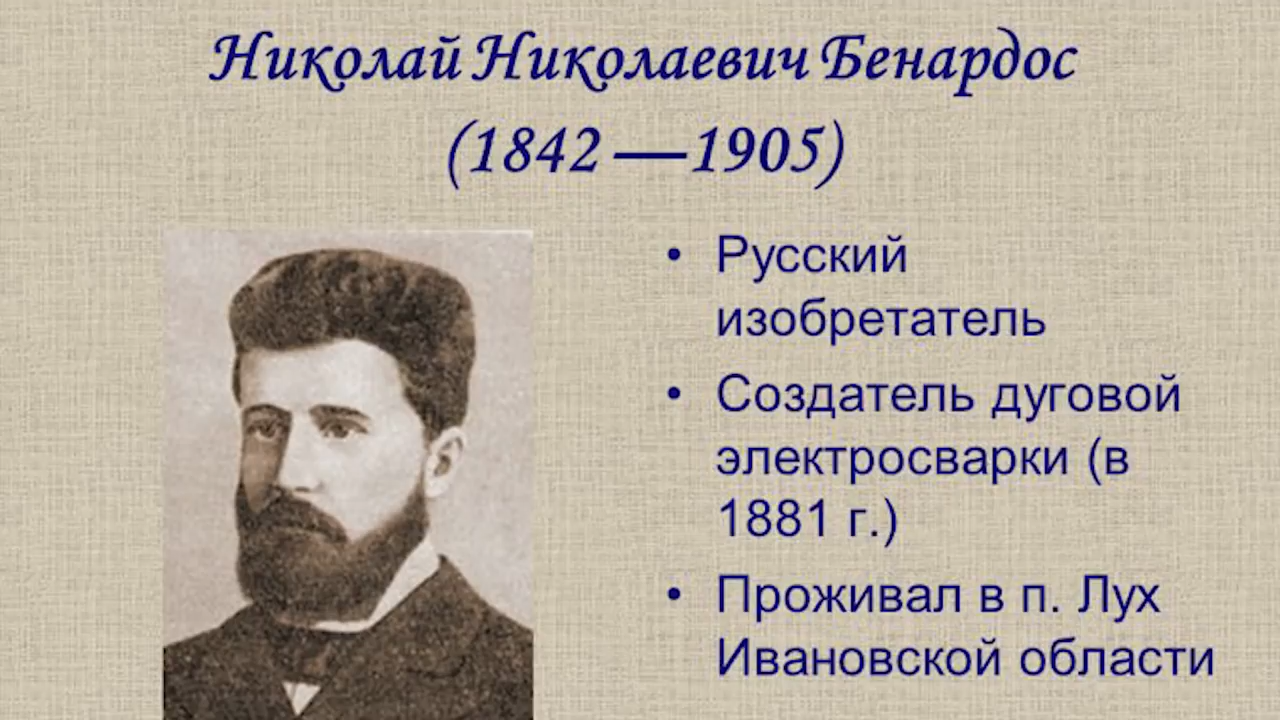 Николай Николаевич Бенардос
(1842 —1905)
• Русский
изобретатель
• Создатель дуговой
электросварки (в
1881 г.)
• Проживал в п. Лух
Ивановской области